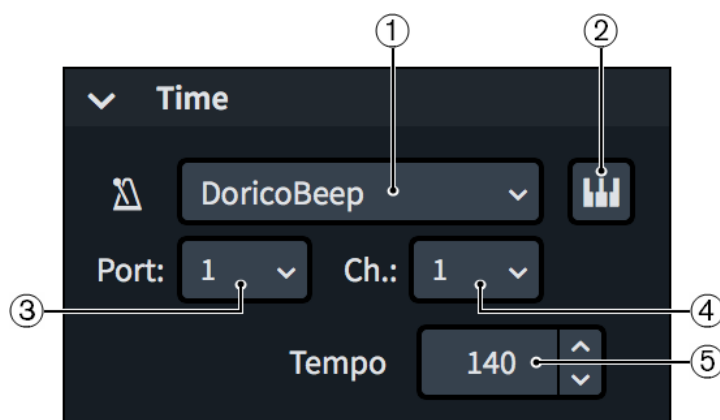 ① ②
Time
DoricoBeep
Port: 1 Ch.: 1
③ ④
Tempo 140 ⑤